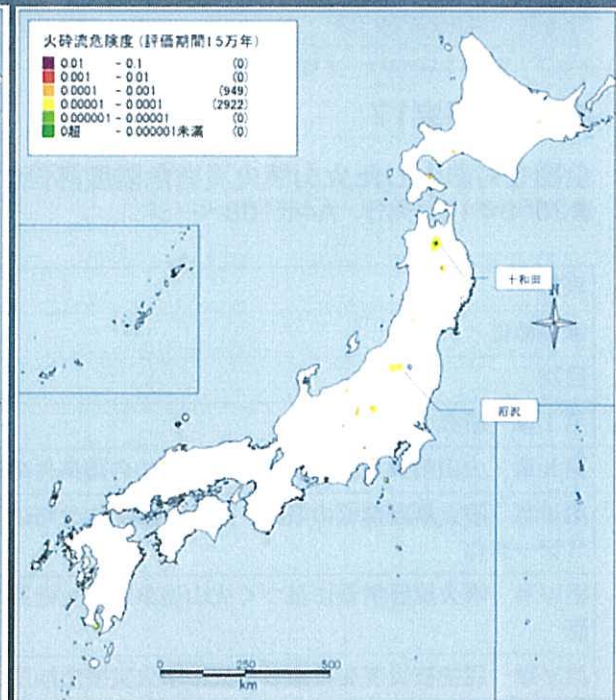 火砕流危険度(評価期間15万年)
0.01 - 0.1 (0)
0.001 - 0.01 (0)
0.0001 - 0.001 (949)
0.00001 - 0.0001 (2922)
0.000001 - 0.00001 (0)
0超 - 0.000001未満 (0)
十和田
N
沼沢
0 250 500
km